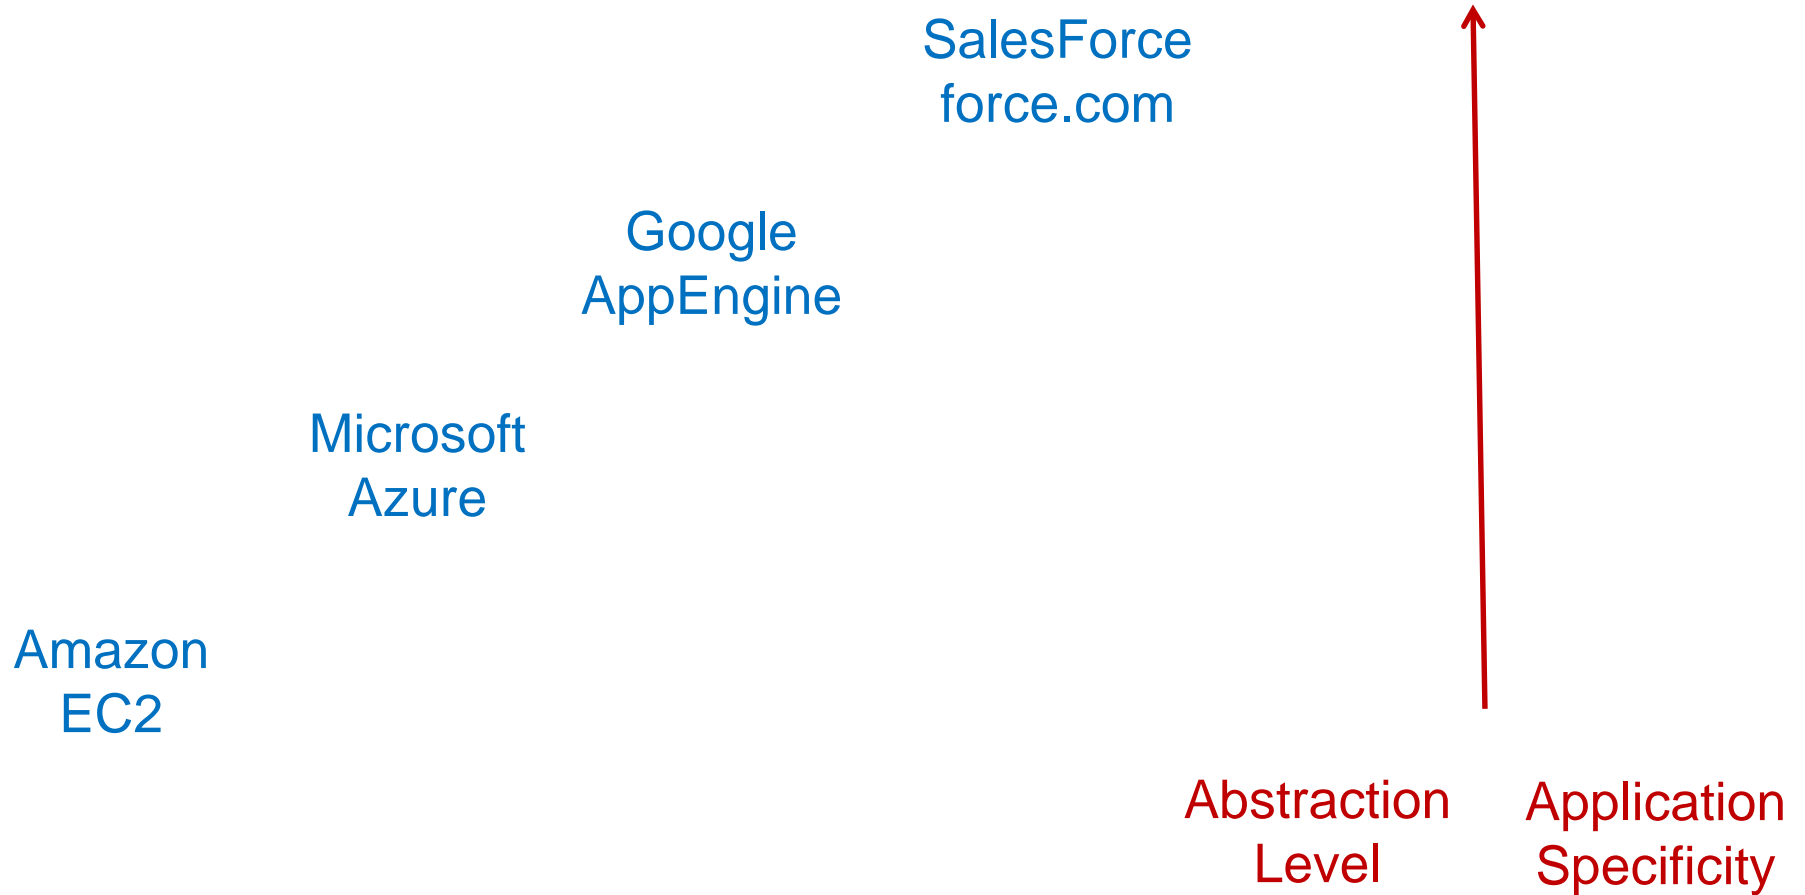 SalesForce
force.com
Google
AppEngine
Microsoft
Azure
Amazon
EC2
Abstraction
Level
Application
Specificity